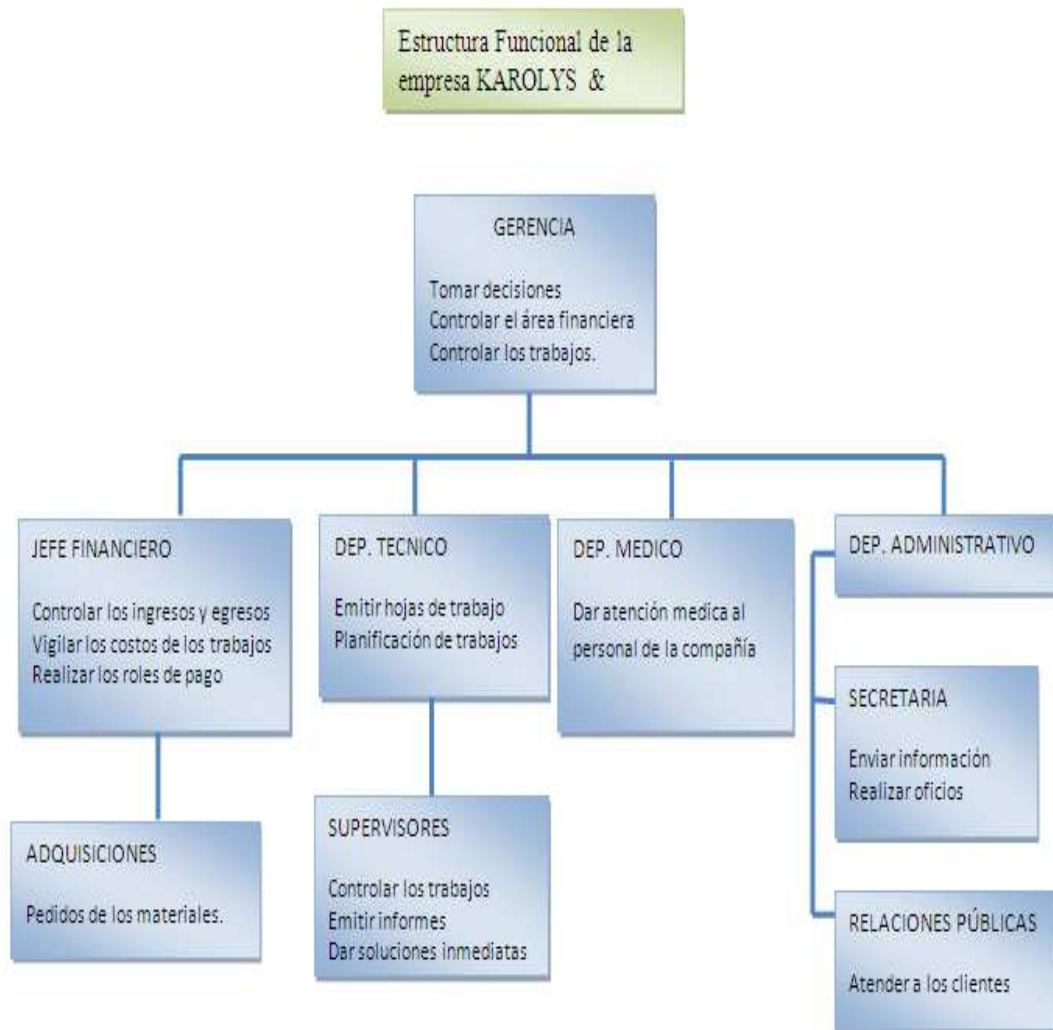 Estructura Funcional de la
empresa KAROLYS &
GERENCIA
Tomar decisiones
Controlar el área financiera
Controlar los trabajos.
JEFE FINANCIERO
Controlar los ingresos y egresos
Vigilar los costos de los trabajos
Realizar los roles de pago
DEP. TECNICO
Emitir hojas de trabajo
Planificación de trabajos
DEP. MEDICO
Dar atención medica al
personal de la compañía
DEP. ADMINISTRATIVO
SECRETARIA
Enviar información
Realizar oficios
ADQUISICIONES
Pedidos de los materiales.
SUPERVISORES
Controlar los trabajos
Emitir informes
Dar soluciones inmediatas
RELACIONES PÚBLICAS
Atender a los clientes